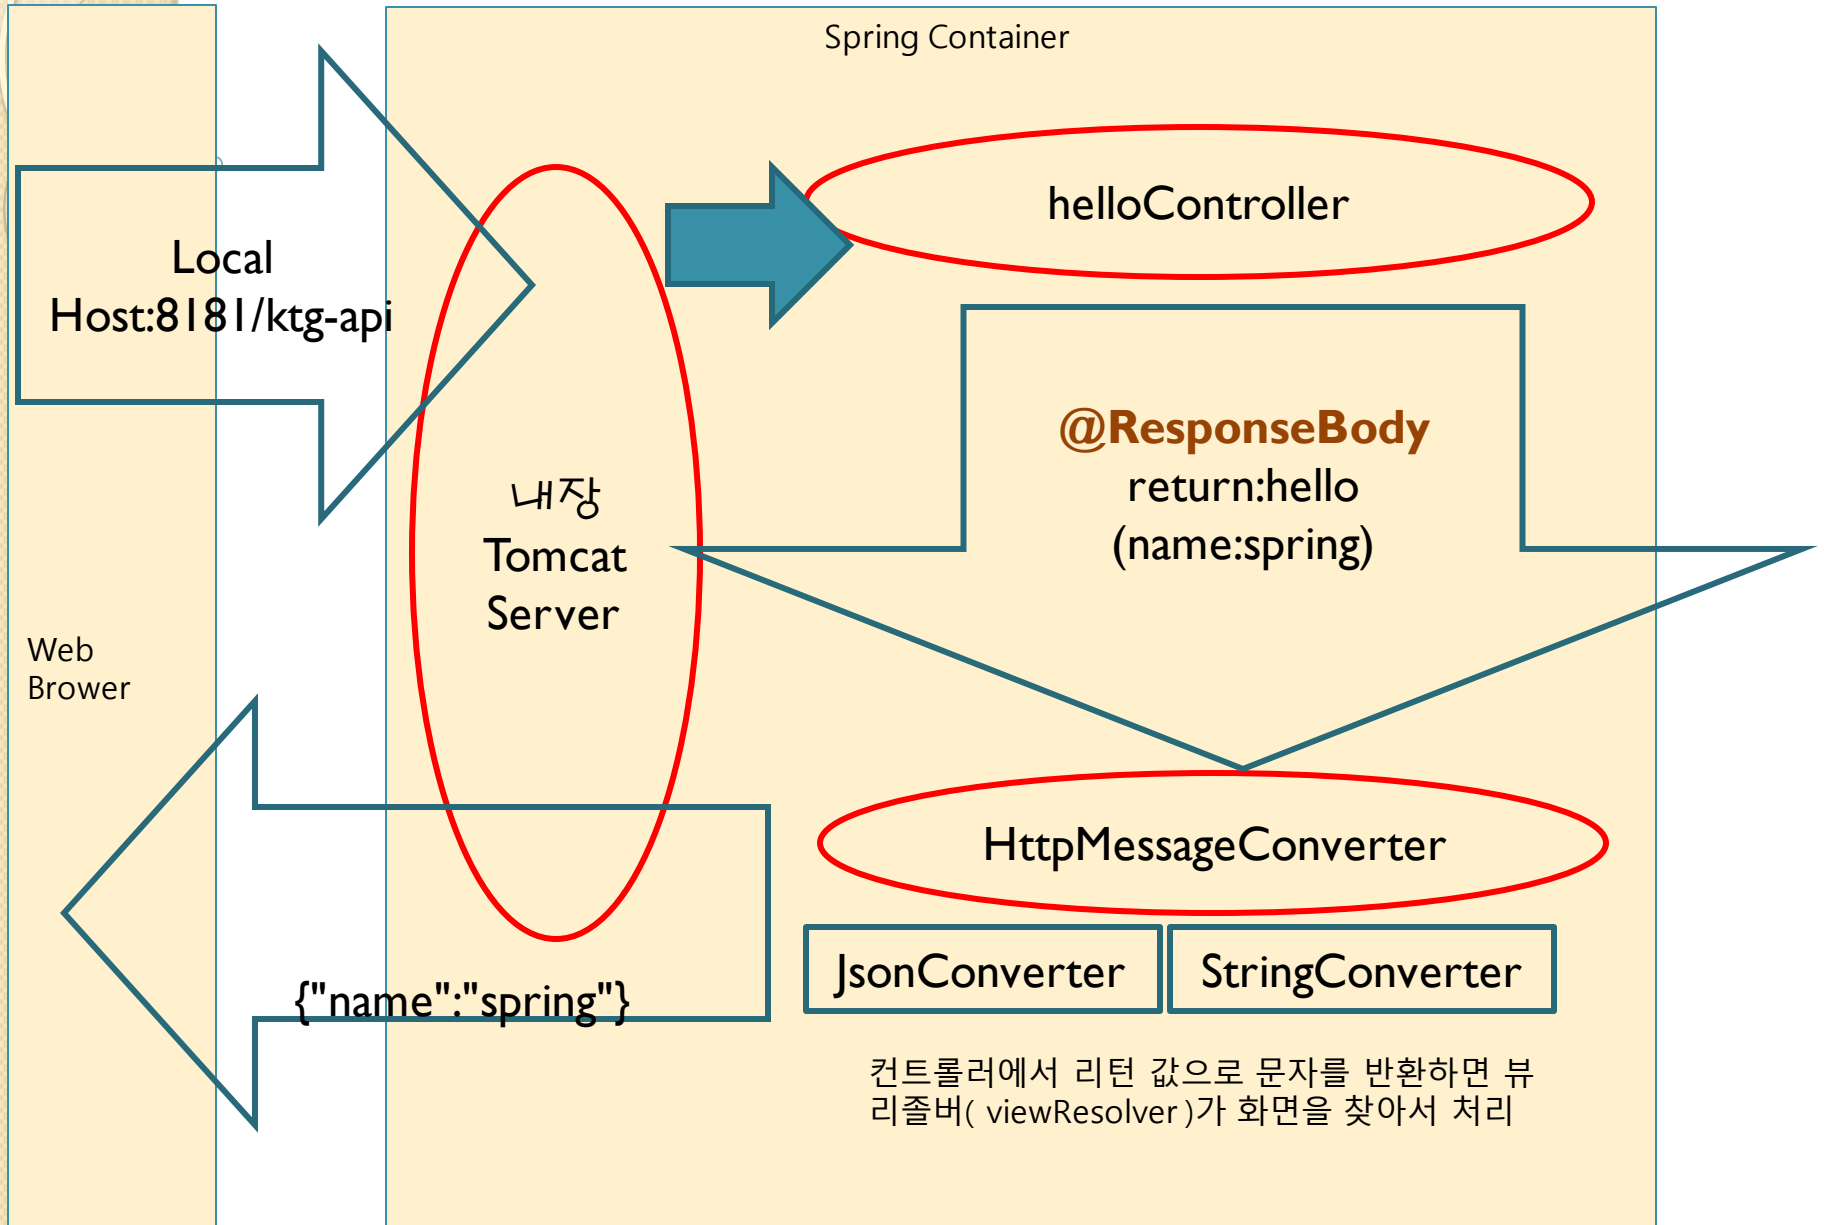 Spring Container
helloController
Local
Host:8181/ktg-api
@ResponseBody
return:hello
(name:spring)
내장
Tomcat
Server
Web
Brower
HttpMessageConverter
JsonConverter
StringConverter
{"name":"spring"}
컨트롤러에서 리턴 값으로 문자를 반환하면 뷰
리졸버( viewResolver )가 화면을 찾아서 처리